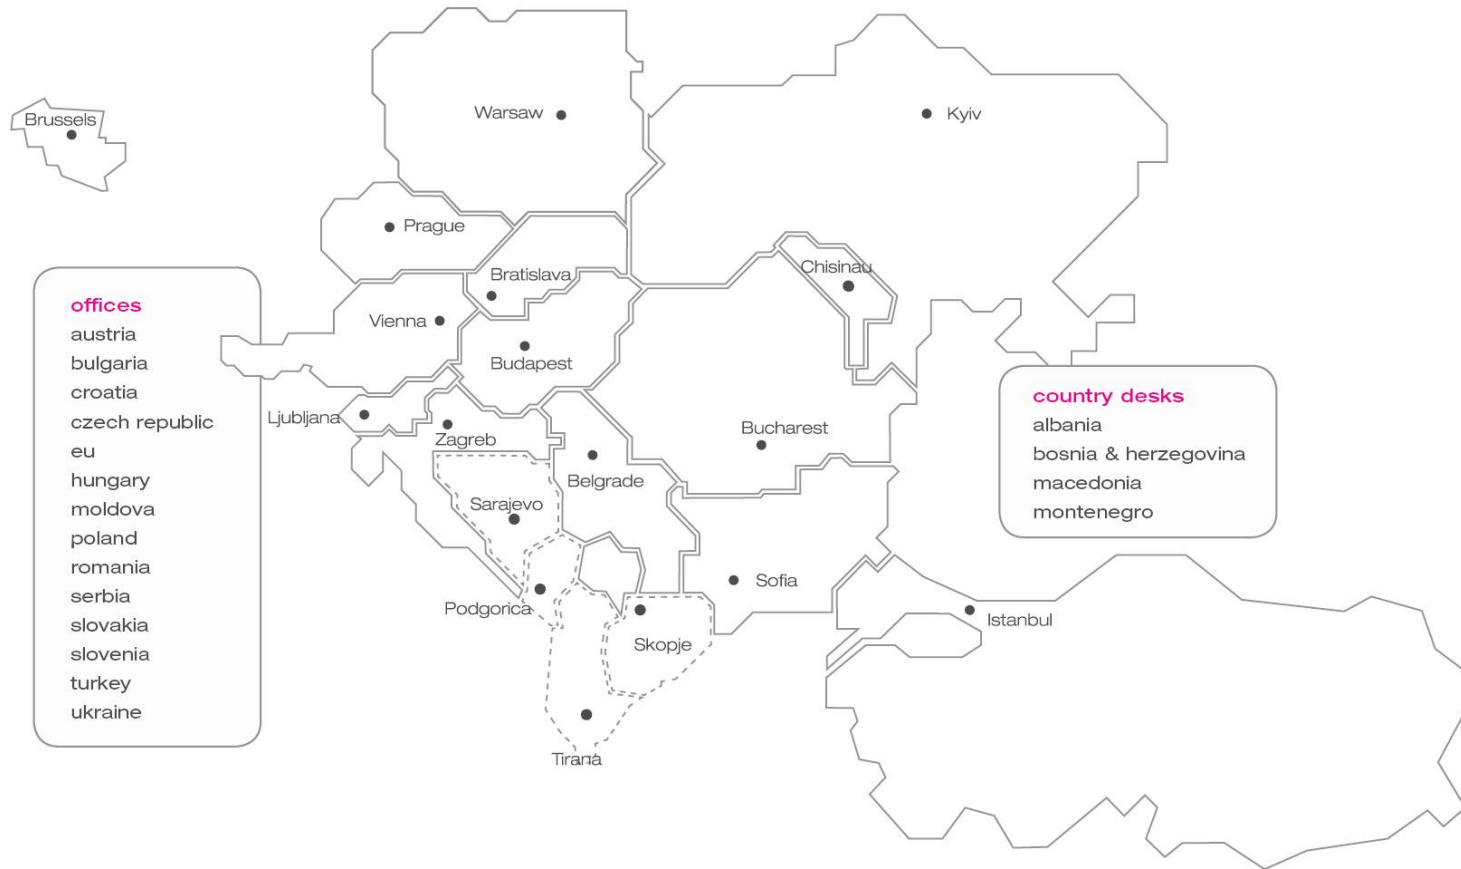 Warsaw
Kyiv
Brussels
Prague
Chisinau
Bratislava
Vienna
Budapest
Ljubljana
Zagreb
Bucharest
Belgrade
Sarajevo
Sofia
Podgorica
Istanbul
Skopje
Tirana
offices
austria
bulgaria
croatia
czech republic
eu
hungary
moldova
poland
romania
serbia
slovakia
slovenia
turkey
ukraine
country desks
albania
bosnia & herzegovina
macedonia
montenegro